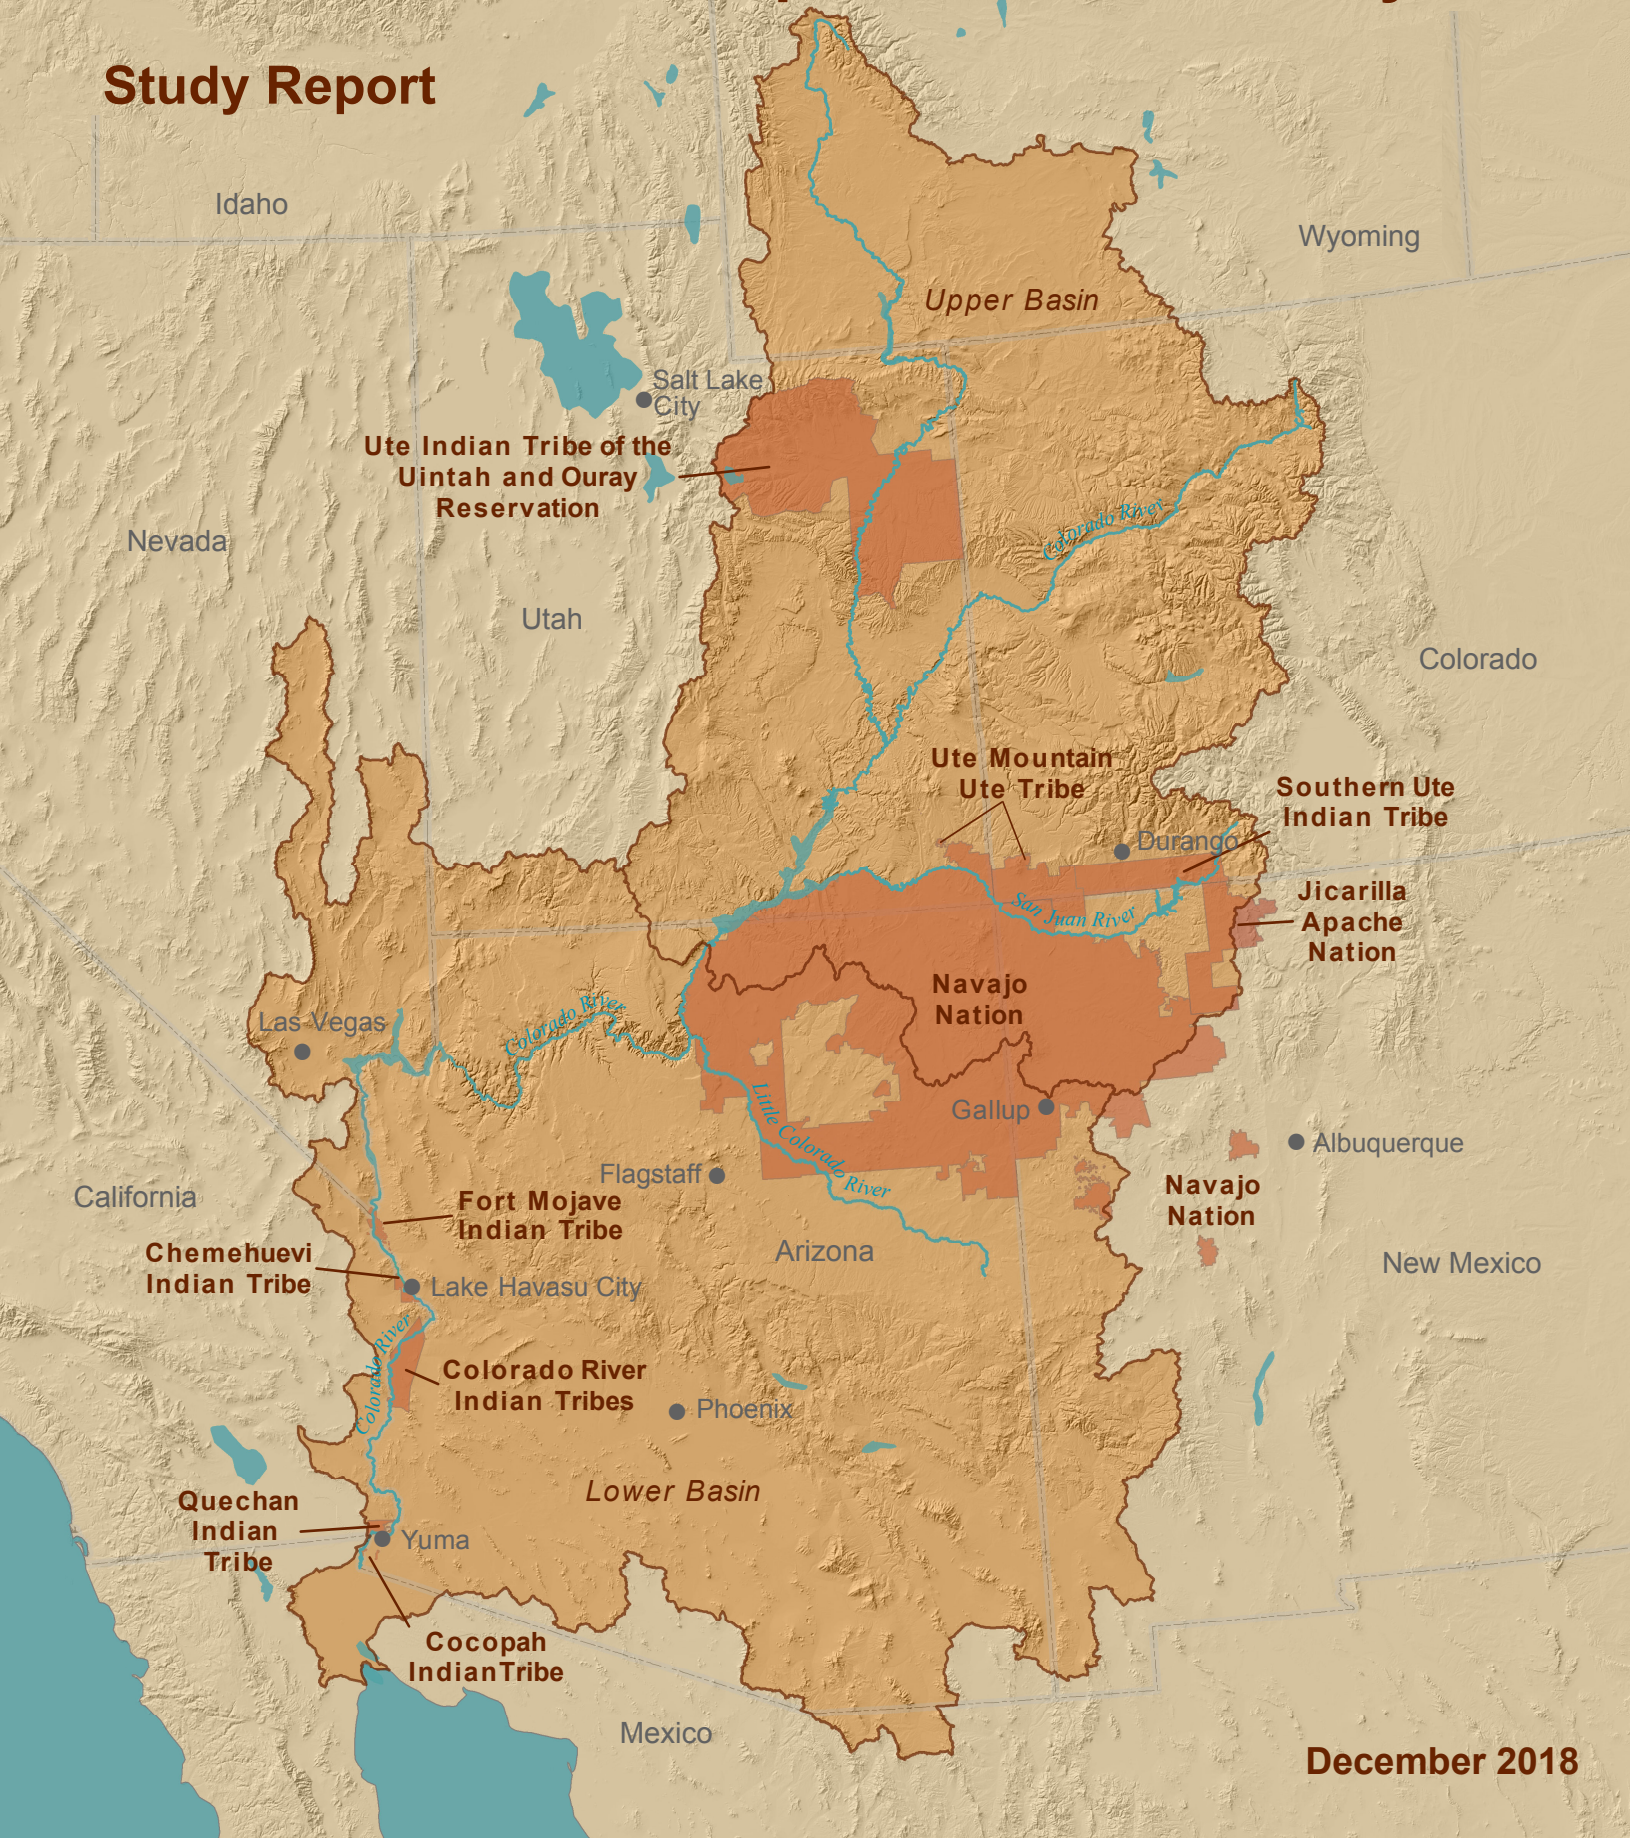 Study Report
Idaho
Wyoming
Upper Basin
Salt Lake
City
Ute Indian Tribe of the
Uintah and Ouray
Reservation
Colorado River
Nevada
Utah
Colorado
Ute Mountain
Ute Tribe
Southern Ute
Indian Tribe
Durango
Jicarilla
Apache
Nation
San Juan River
Navajo
Nation
Las Vegas
Colorado River
Little Colorado River
Gallup
Albuquerque
Flagstaff
California
Fort Mojave
Indian Tribe
Navajo
Nation
Chemehuevi
Indian Tribe
Arizona
New Mexico
Lake Havasu City
Colorado River
Colorado River
Indian Tribes
Phoenix
Lower Basin
Quechan
Indian
Tribe
Yuma
Cocopah
IndianTribe
Mexico
December 2018